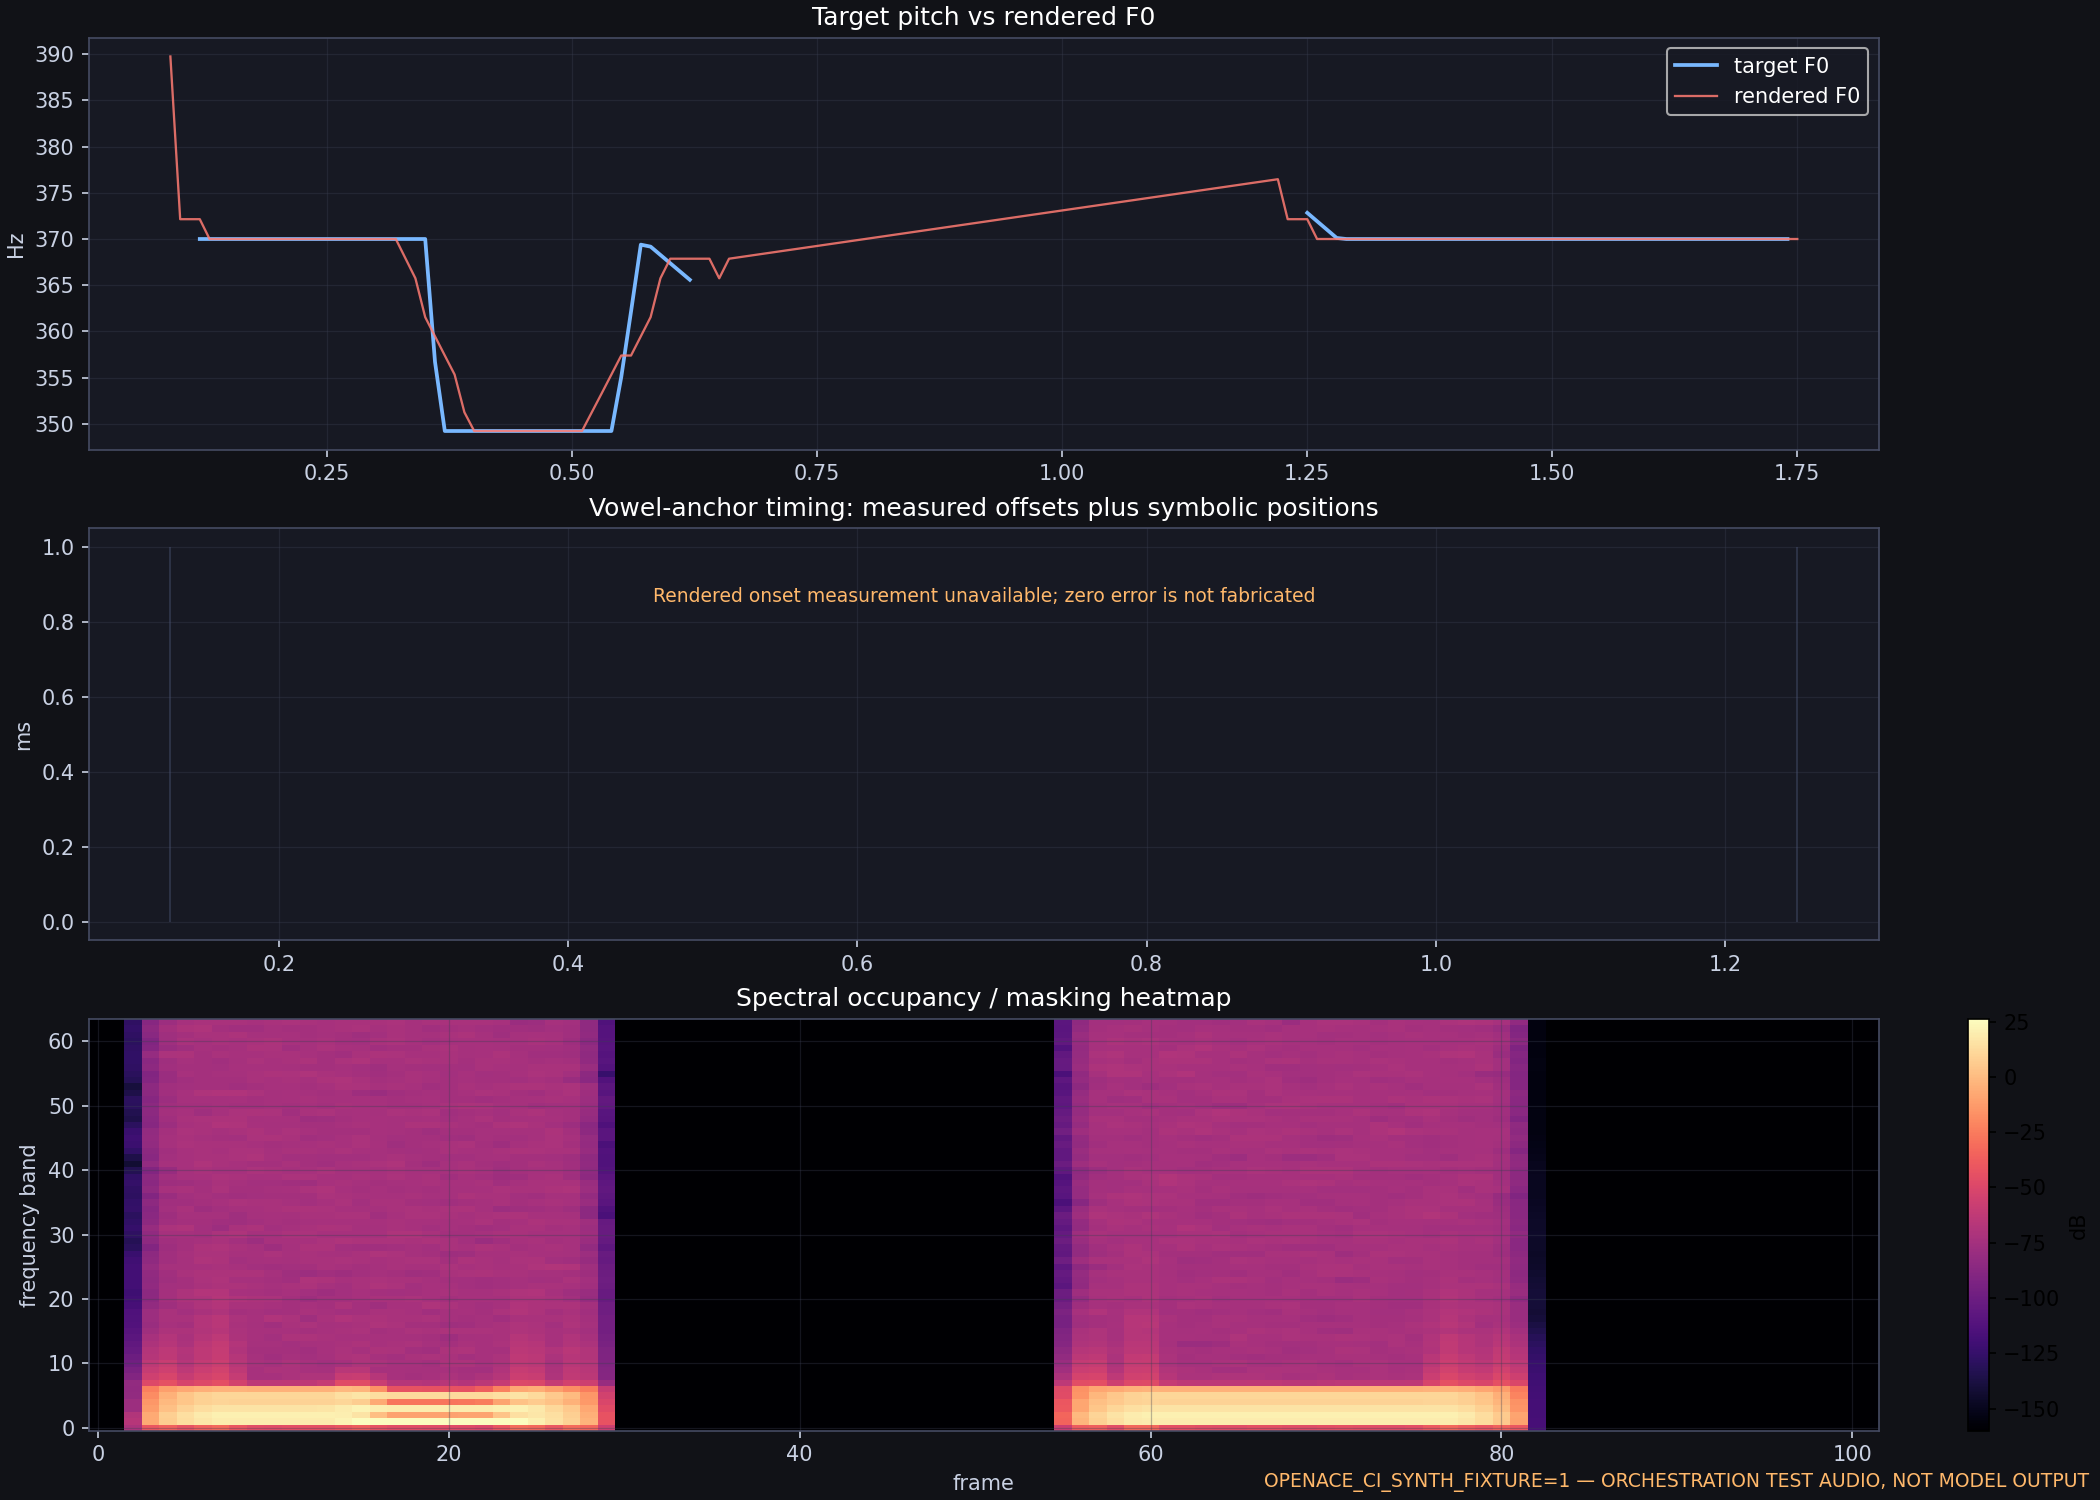 Target pitch vs rendered F0
390
385
380
375
370
365
360
355
350
Hz
target F0
rendered F0
0.25 0.50 0.75 1.00 1.25 1.50 1.75
Vowel-anchor timing: measured offsets plus symbolic positions
1.0
0.8
0.6
0.4
0.2
0.0
ms
Rendered onset measurement unavailable; zero error is not fabricated
0.2 0.4 0.6 0.8 1.0 1.2
Spectral occupancy / masking heatmap
60
50
40
30
20
10
0
frequency band
0 20 40 60 80 100
frame
25
0
−25
−50
−75
−100
−125
−150
dB
OPENACE_CI_SYNTH_FIXTURE=1 — ORCHESTRATION TEST AUDIO, NOT MODEL OUTPUT